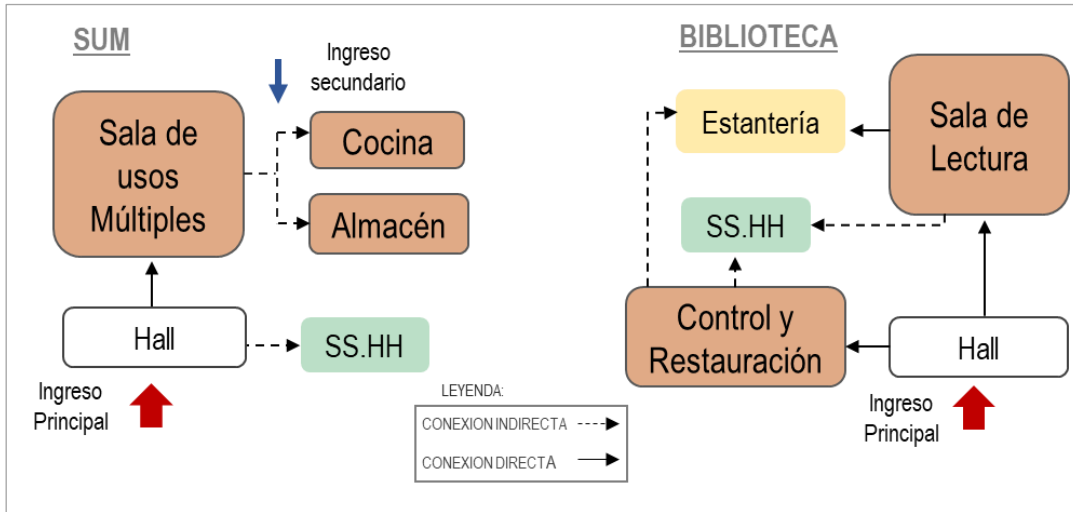 SUM
Ingreso
secundario
Sala de
usos
Múltiples
Cocina
Almacén
Hall
SS.HH
Ingreso
Principal
BIBLIOTECA
Estantería
Sala de
Lectura
SS.HH
Control y
Restauración
Hall
Ingreso
Principal
LEYENDA:
CONEXION INDIRECTA
CONEXION DIRECTA